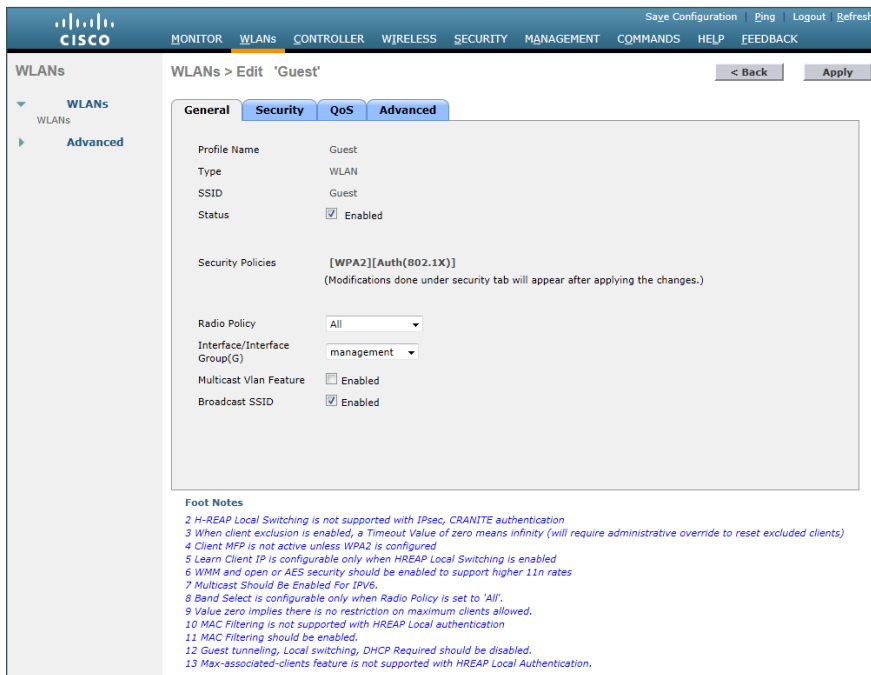 Save Configuration | Ping | Logout | Refresh
CISCO
MONITOR WLANs CONTROLLER WIRELESS SECURITY MANAGEMENT COMMANDS HELP FEEDBACK
WLANs
WLANs > Edit 'Guest'
< Back
Apply
WLANs
WLANs
Advanced
General Security QoS Advanced
Profile Name Guest
Type WLAN
SSID Guest
Status Enabled
Security Policies [WPA2][Auth(802.1X)]
(Modifications done under security tab will appear after applying the changes.)
Radio Policy All
Interface/Interface
Group(G) management
Multicast Vlan Feature Enabled
Broadcast SSID Enabled
Foot Notes
2 H-REAP Local Switching is not supported with IPsec, CRANITE authentication
3 When client exclusion is enabled, a Timeout Value of zero means infinity (will require administrative override to reset excluded clients)
4 Client MFP is not active unless WPA2 is configured
5 Learn Client IP is configurable only when HREAP Local Switching is enabled
6 WMM and open or AES security should be enabled to support higher 11n rates
7 Multicast Should Be Enabled For IPV6.
8 Band Select is configurable only when Radio Policy is set to 'All'.
9 Value zero implies there is no restriction on maximum clients allowed.
10 MAC Filtering is not supported with HREAP Local authentication
11 MAC Filtering should be enabled.
12 Guest tunneling, Local switching, DHCP Required should be disabled.
13 Max-associated-clients feature is not supported with HREAP Local Authentication.